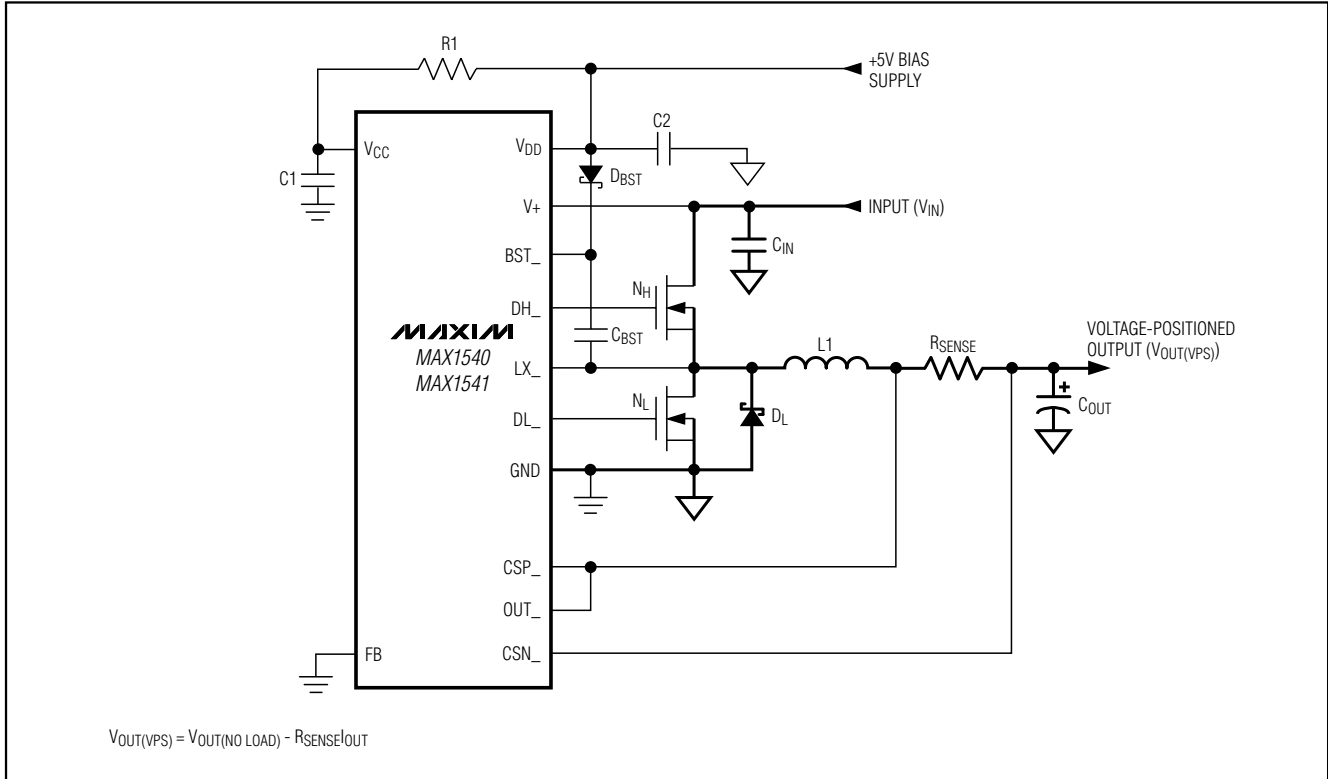 R1
+5V BIAS
SUPPLY
C2
VCC
VDD
C1
DBST
V+
INPUT (VIN)
CIN
BST_
NH
DH_
CBST
MAXIM
MAX1540
MAX1541
LX_
L1
RSENSE
VOLTAGE-POSITIONED
OUTPUT (VOUT(VPS))
+
COUT
NL
DL_
DL
GND
CSP_
OUT_
CSN_
FB
VOUT(VPS) = VOUT(NO LOAD) - RSENSEIOUT